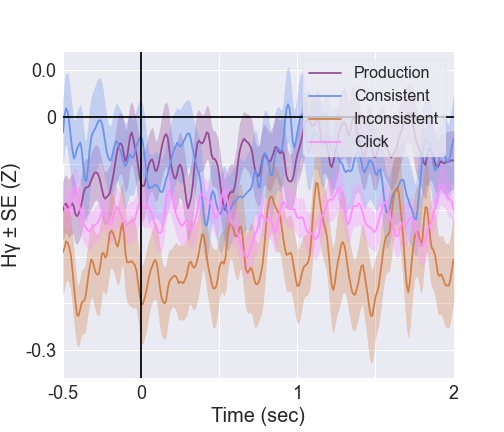 Production
Consistent
Inconsistent
Click
0.0
0
-0.3
Hγ ± SE (Z)
-0.5
0
1
2
Time (sec)